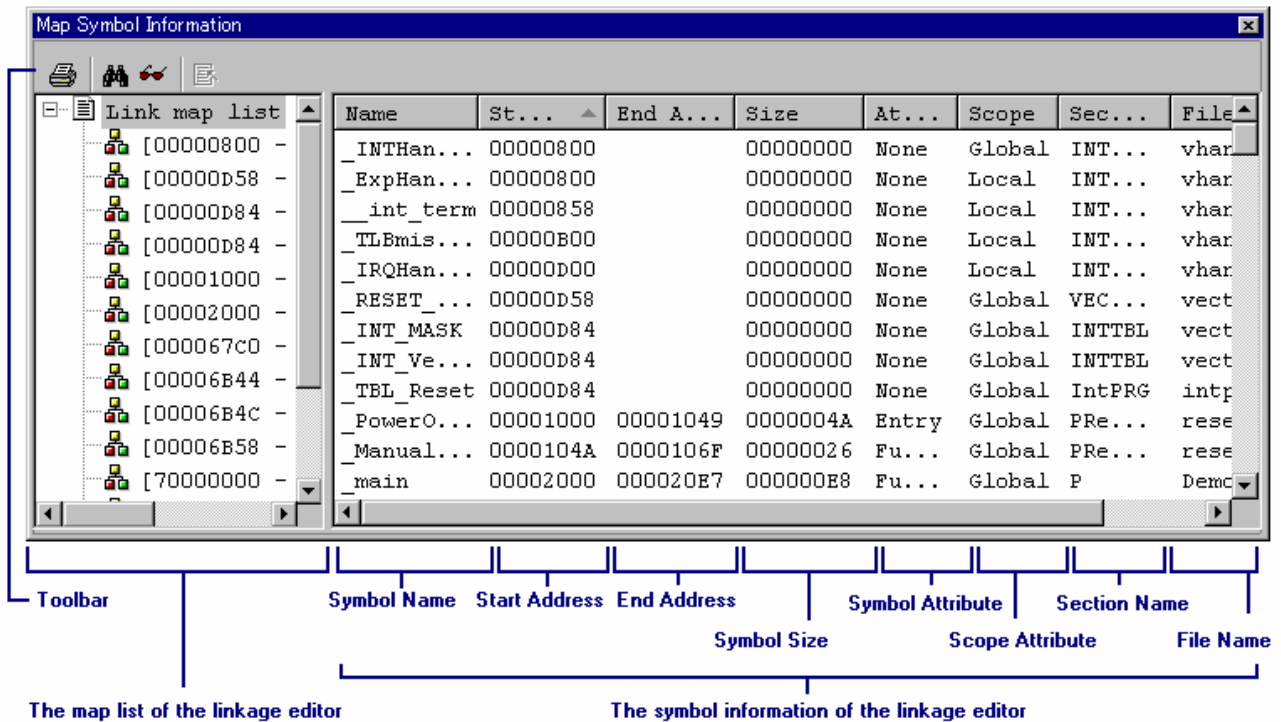 Map Symbol Information
Link map list
[00000800 -
[00000D58 -
[00000D84 -
[00000D84 -
[00001000 -
[00002000 -
[000067C0 -
[00006B44 -
[00006B4C -
[00006B58 -
[70000000 -
Name St... End A... Size At... Scope Sec... File
_INTHan... 00000800 00000000 None Global INT... vhan
_ExpHan... 00000800 00000000 None Local INT... vhan
__int_term 00000858 00000000 None Local INT... vhan
_TLBmis... 00000B00 00000000 None Local INT... vhan
_IRQHan... 00000D00 00000000 None Local INT... vhan
_RESET_... 00000D58 00000000 None Global VEC... vect
_INT_MASK 00000D84 00000000 None Global INTTBL vect
_INT_Ve... 00000D84 00000000 None Global INTTBL vect
_TBL_Reset 00000D84 00000000 None Global IntPRG intp
_PowerO... 00001000 00001049 0000004A Entry Global PRe... rese
_Manual... 0000104A 0000106F 00000026 Fu... Global PRe... rese
_main 00002000 000020E7 000000E8 Fu... Global P Demo
Toolbar Symbol Name Start Address End Address Symbol Attribute Section Name
Symbol Size Scope Attribute File Name
The map list of the linkage editor The symbol information of the linkage editor